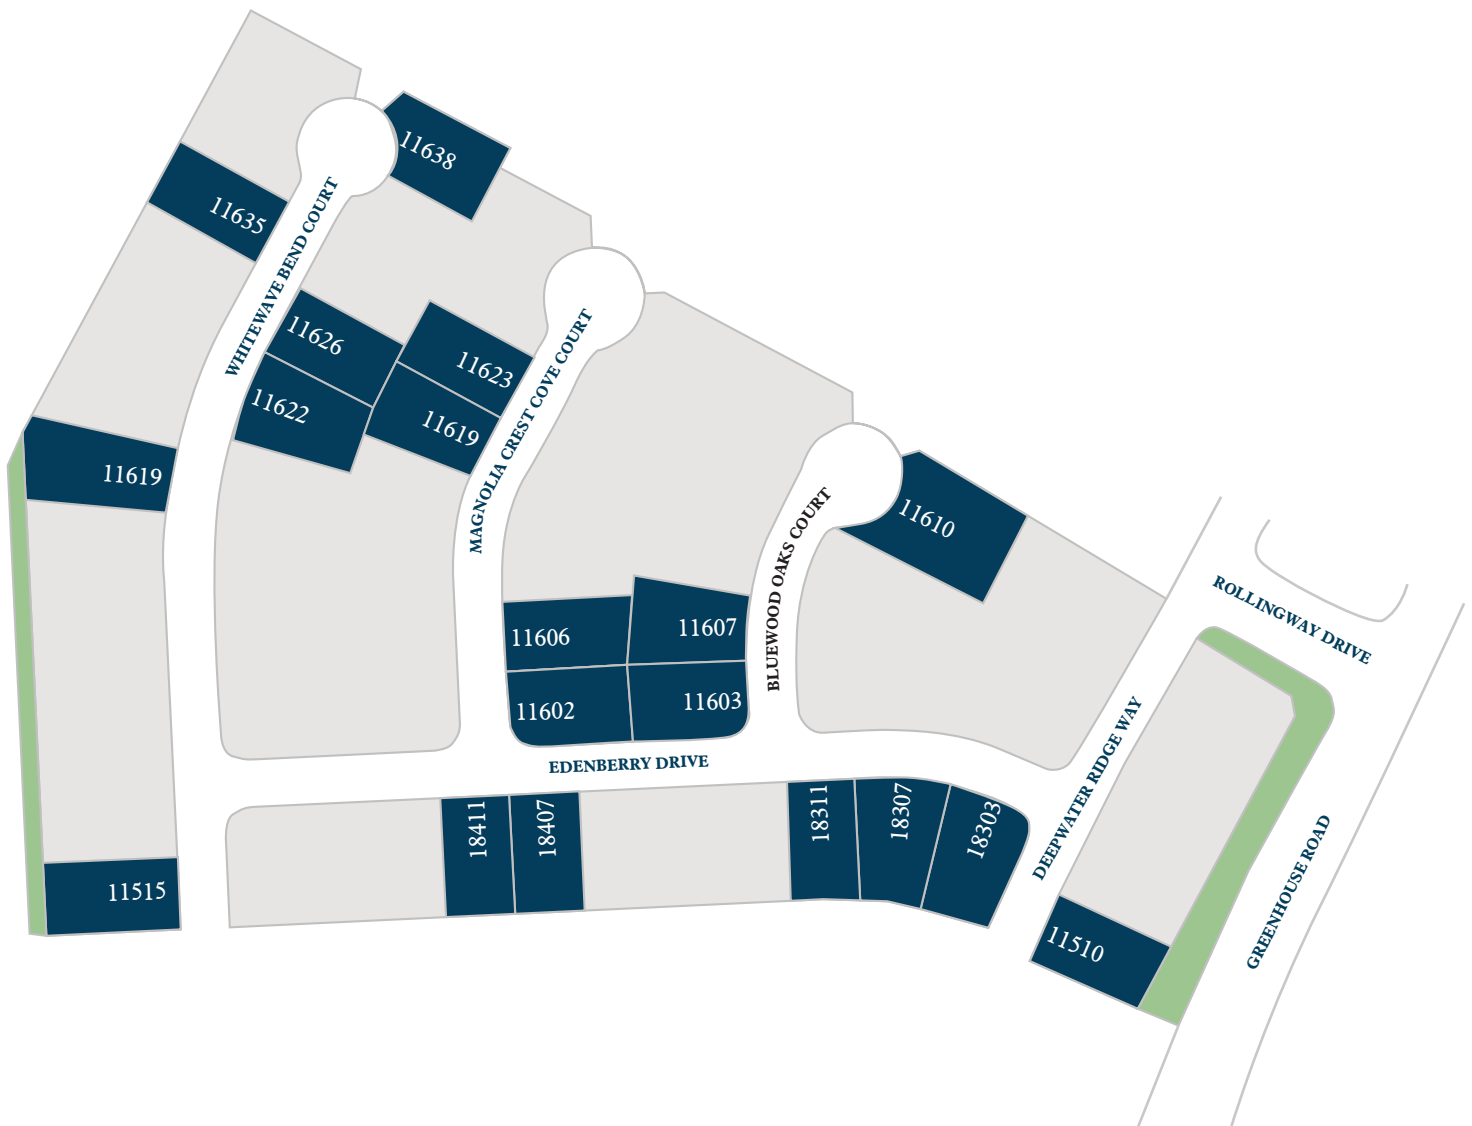 11638
11635
WHITEWAVE BEND COURT
11626
11623
11622
11619
MAGNOLIA CREST COVE COURT
11619
11610
BLUEWOOD OAKS COURT
ROLLINGWAY DRIVE
11606
11607
11602
11603
EDENBERRY DRIVE
DEEPWATER RIDGE WAY
18411
18407
18311
18307
18303
GREENHOUSE ROAD
11515
11510